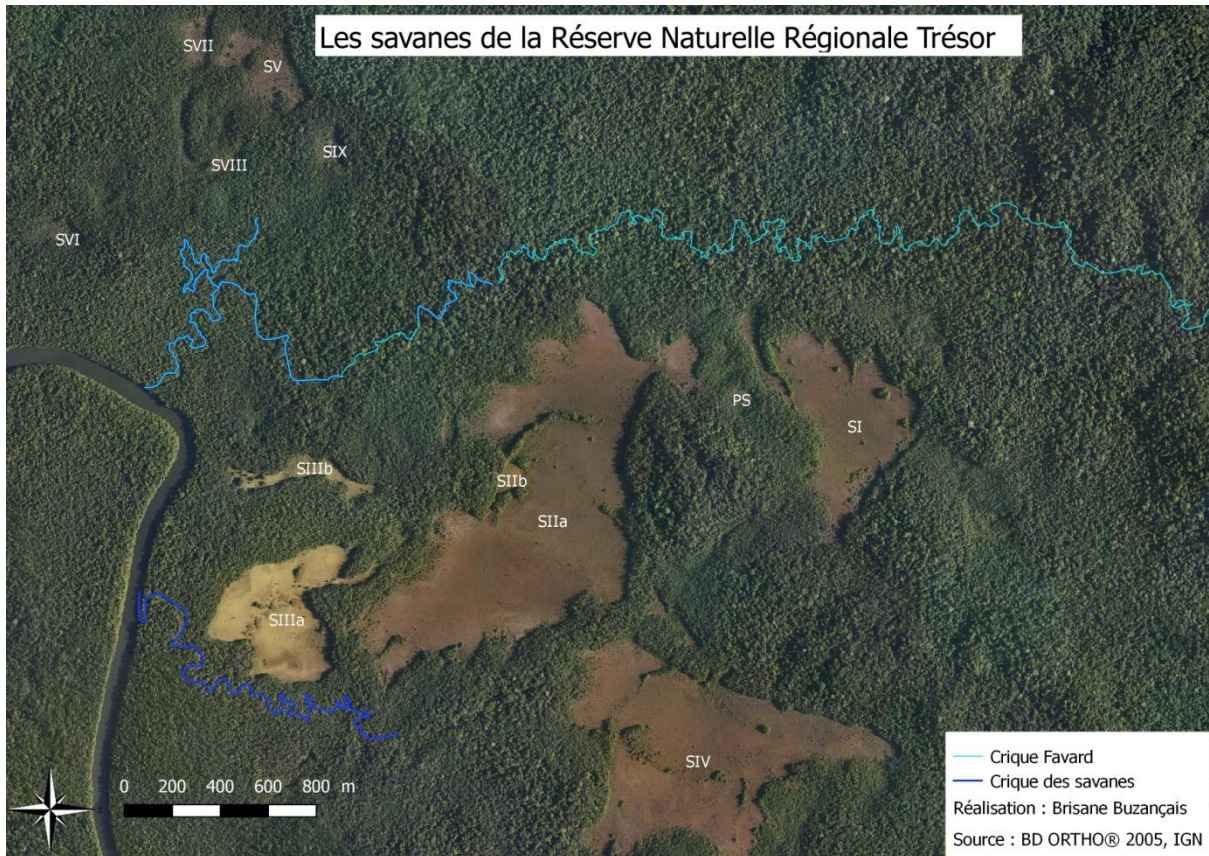 Les savanes de la Réserve Naturelle Régionale Trésor
SVII
SV
SVIII
SIX
SVI
PS
SI
SIIIb
SIIb
SIIa
SIIIa
SIV
0 200 400 600 800 m
Crique Favard
Crique des savanes
Réalisation : Brisane Buzançais
Source : BD ORTHO® 2005, IGN